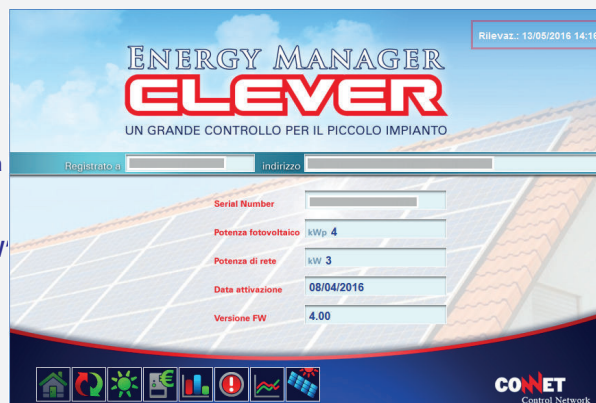 Rilevaz.: 13/05/2016 14:16
ENERGY MANAGER
CLEVER
UN GRANDE CONTROLLO PER IL PICCOLO IMPIANTO
Registrato a indirizzo
Serial Number
Potenza fotovoltaico kWp 4
Potenza di rete kW 3
Data attivazione 08/04/2016
Versione FW 4.00
CONNET
Control Network